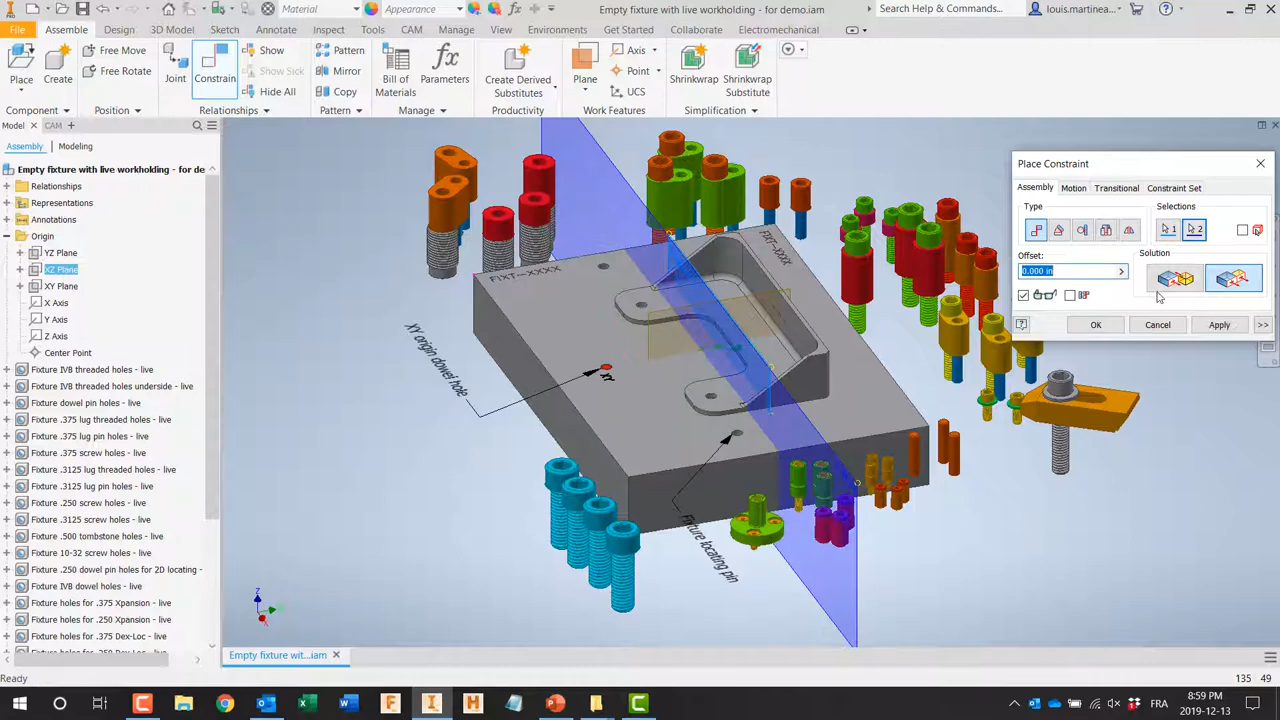 Material
Appearance
Empty fixture with live workholding - for demo.iam
Search Help & Commands...
louis.martinea...
PRO
File
Assembly
Design
3D Model
Sketch
Annotate
Inspect
Tools
CAM
Manage
View
Environments
Get Started
Collaborate
Electromechanical
Place
Create
Free Move
Free Rotate
Joint
Constrain
Show
Show Sick
Hide All
Pattern
Mirror
Copy
Bill of Materials
Parameters
Create Derived Substitutes
Plane
Axis
Point
UCS
Shrinkwrap
Shrinkwrap Substitute
Component
Position
Relationships
Pattern
Manage
Productivity
Work Features
Simplification
Model
CAM
Assembly
Modeling
Empty fixture with live workholding - for de
Relationships
Representations
Annotations
Origin
YZ Plane
XZ Plane
XY Plane
X Axis
Y Axis
Z Axis
Center Point
Fixture IVB threaded holes - live
Fixture IVB threaded holes underside - live
Fixture dowel pin holes - live
Fixture .375 lug threaded holes - live
Fixture .375 lug pin holes - live
Fixture .375 screw holes - live
Fixture .3125 lug threaded holes - live
Fixture .3125 lug pin holes - live
Fixture .250 screw holes - live
Fixture .3125 screw holes - live
Fixture .500 tombstone holes - live
Fixture 10-32 screw holes - live
Fixture .250 dowel pin holes for 2D locating -
Fixture IVB dowel holes - live
Fixture holes for .375 Xpansion - live
Fixture holes for .250 Xpansion - live
Fixture holes for .375 Dex-Loc - live
FIXT-XXXX
FIXT-XXXX
XY origin dowel hole
XY
Fixture locating pin
Z
Place Constraint
Assembly
Motion
Transitional
Constraint Set
Type
Selections
1
2
Offset:
Solution
0.000 in
OK
Cancel
Apply
>>
Empty fixture wit...iam
Ready
135
49
FRA
8:59 PM
2019-12-13